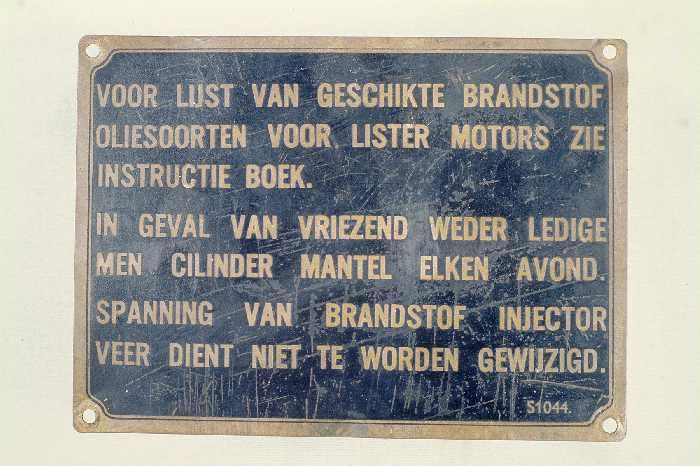 VOOR LUST VAN GESCHIKTE BRANDSTOF
OLIESOORTEN VOOR LISTER MOTORS ZIE
INSTRUCTIE BOEK.
IN GEVAL VAN VRIEZEND WEDER LEDIGE
MEN CILINDER MANTEL ELKEN AVOND.
SPANNING VAN BRANDSTOF INJECTOR
VEER DIENT NIET TE WORDEN GEWIJZIGD.
S1044.